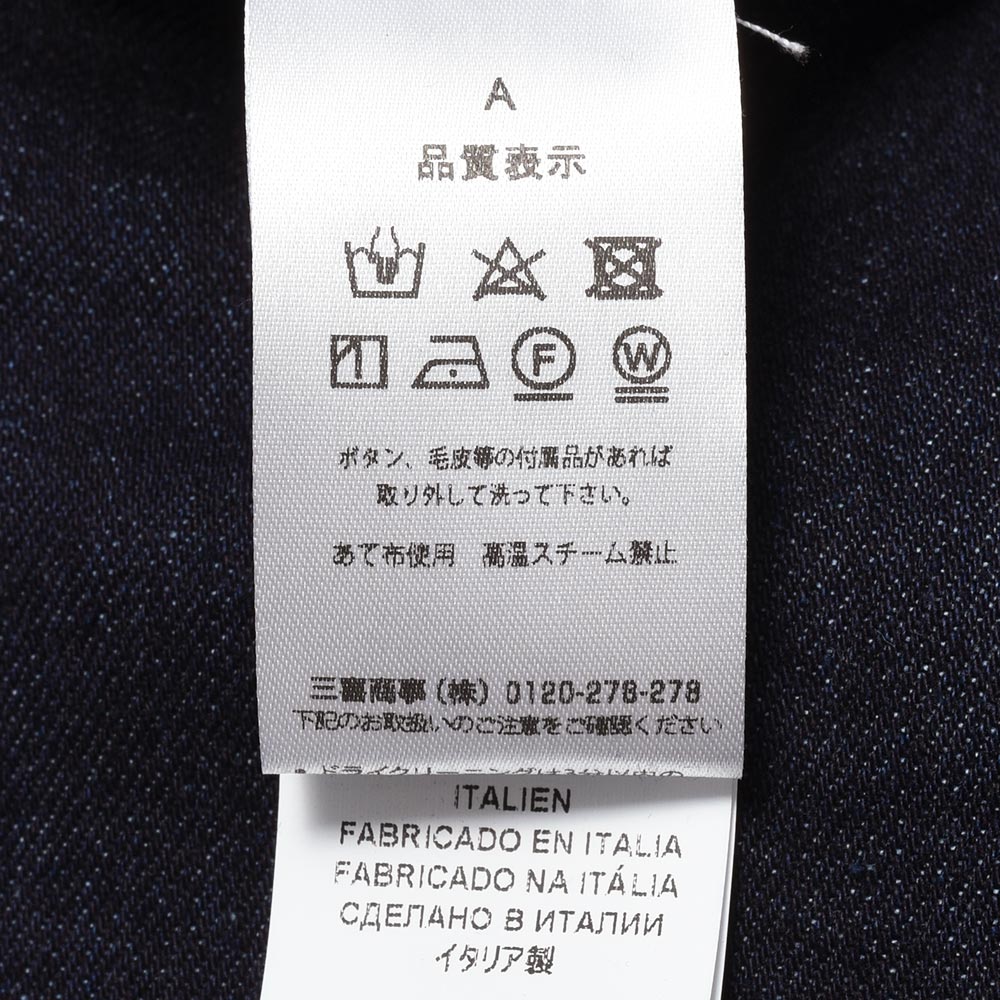 A
品質表示
F
W
ボタン、毛皮等の付属品があれば
取り外して洗って下さい。
あて布使用 高温スチーム禁止
三喜商事(株) 0120-278-278
下記のお取扱いのご注意をご確認ください
ITALIEN
FABRICADO EN ITALIA
FABRICADO NA ITÁLIA
СДЕЛАНО В ИТАЛИИ
イタリア製